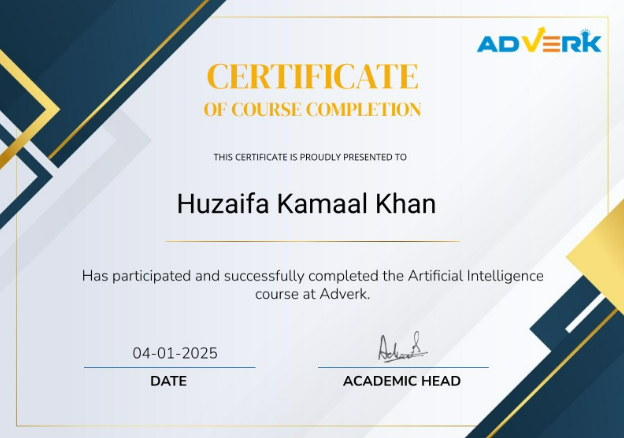 ADVERK
CERTIFICATE
OF COURSE COMPLETION
THIS CERTIFICATE IS PROUDLY PRESENTED TO
Huzaifa Kamaal Khan
Has participated and successfully completed the Artificial Intelligence
course at Adverk.
04-01-2025
DATE
ACADEMIC HEAD